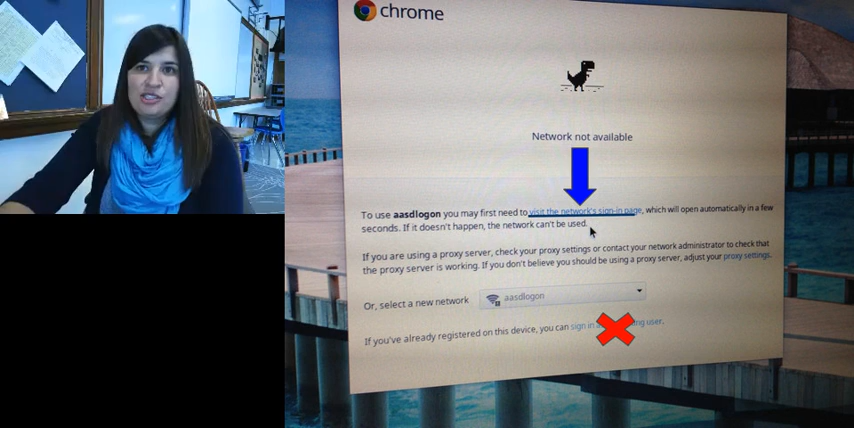 chrome
Network not available
To use aasdlogon you may first need to visit the network's sign-in page, which will open automatically in a few
seconds. If it doesn't happen, the network can't be used.
If you are using a proxy server, check your proxy settings or contact your network administrator to check that
the proxy server is working. If you don't believe you should be using a proxy server, adjust your proxy settings.
Or, select a new network
aasdlogon
If you've already registered on this device, you can sign in user.